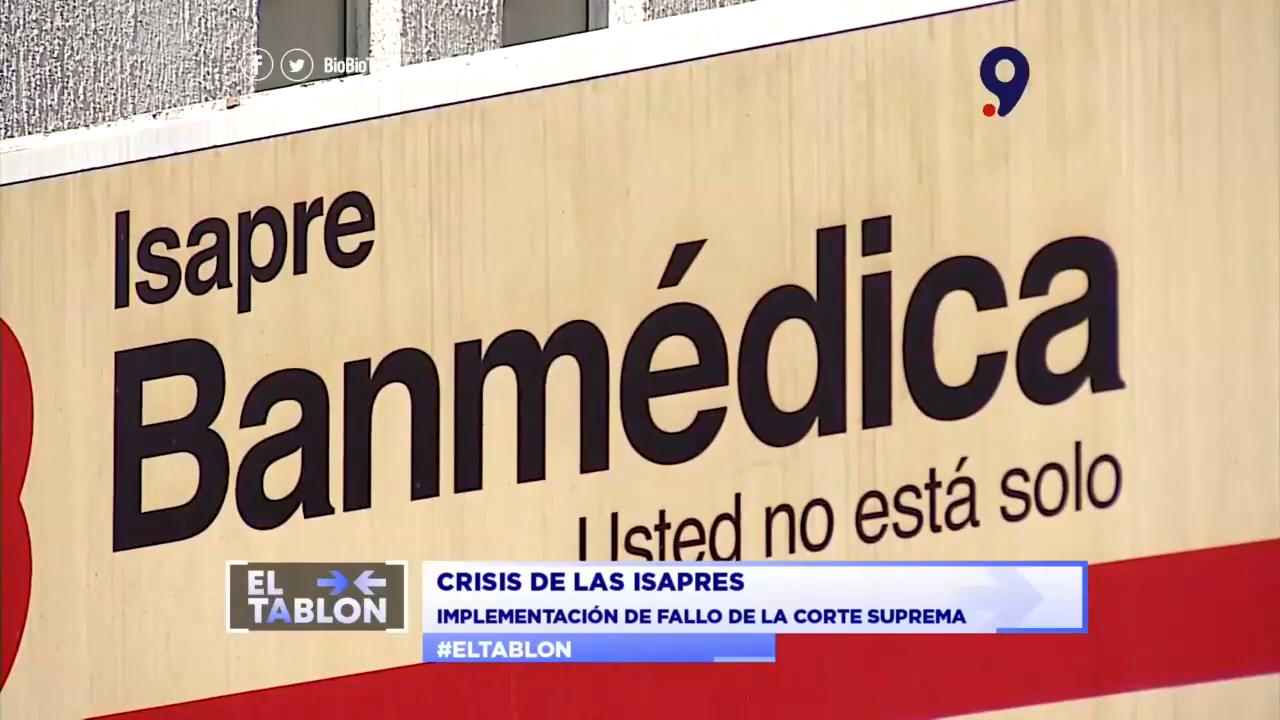 BioBio
9
Isapre
Banmédica
Usted no está solo
EL TABLON
CRISIS DE LAS ISAPRES
IMPLEMENTACIÓN DE FALLO DE LA CORTE SUPREMA
#ELTABLON